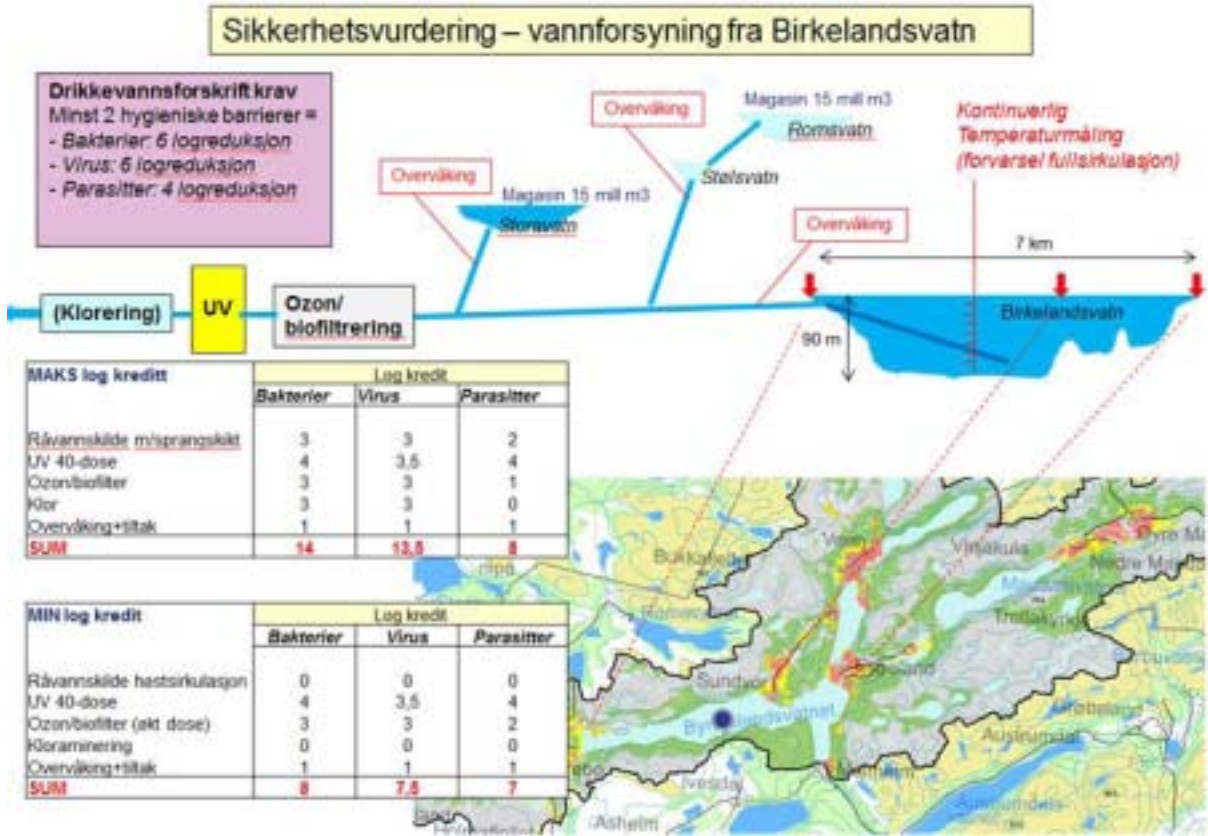 Sikkerhetsvurdering – vannforsyning fra Birkelandsvatn
Drikkevannsforskrift krav
Minst 2 hygieniske barrierer =
- Bakterier: 6 logreduksjon
- Virus: 6 logreduksjon
- Parasitter: 4 logreduksjon
Overvåking
Magasin 15 mill m3
Storavatn
Overvåking
Magasin 15 mill m3
Romsvatn
Stølsvatn
Overvåking
Kontinuerlig
Temperaturmåling
(forvarsel fullsirkulasjon)
7 km
90 m
Birkelandsvatn
(Klorering)
UV
Ozon/
biofiltrering
MAKS log kreditt Log kredit
Bakterier Virus Parasitter
Råvannskilde m/sprangskikt 3 3 2
UV 40-dose 4 3,5 4
Ozon/biofilter 3 3 1
Klor 3 3 0
Overvåking+tiltak 1 1 1
SUM 14 13,5 8
MIN log kredit Log kredit
Bakterier Virus Parasitter
Råvannskilde høstsirkulasjon 0 0 0
UV 40-dose 4 3,5 4
Ozon/biofilter (økt dose) 3 3 2
Kloraminering 0 0 0
Overvåking+tiltak 1 1 1
SUM 8 7,5 7
Sundvor
Ivesdal
Asheim
Austrumdal